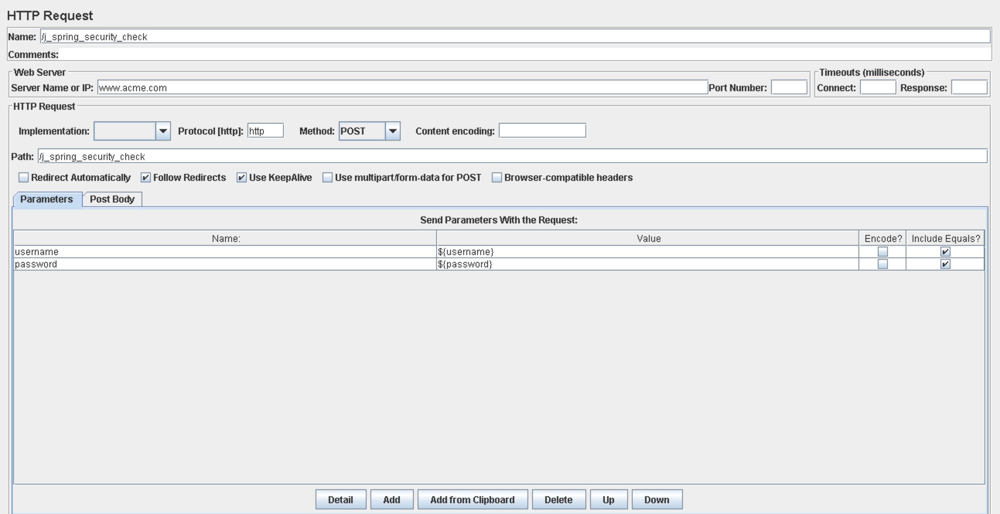 HTTP Request
Name: /j_spring_security_check
Comments:
Web Server
Timeouts (milliseconds)
Server Name or IP: www.acme.com Port Number: Connect: Response:
HTTP Request
Implementation: Protocol [http]: http Method: POST Content encoding:
Path: /j_spring_security_check
Redirect Automatically Follow Redirects Use KeepAlive Use multipart/form-data for POST Browser-compatible headers
Parameters Post Body
Send Parameters With the Request:
Name: Value Encode? Include Equals?
username ${username}
password ${password}
Detail Add Add from Clipboard Delete Up Down